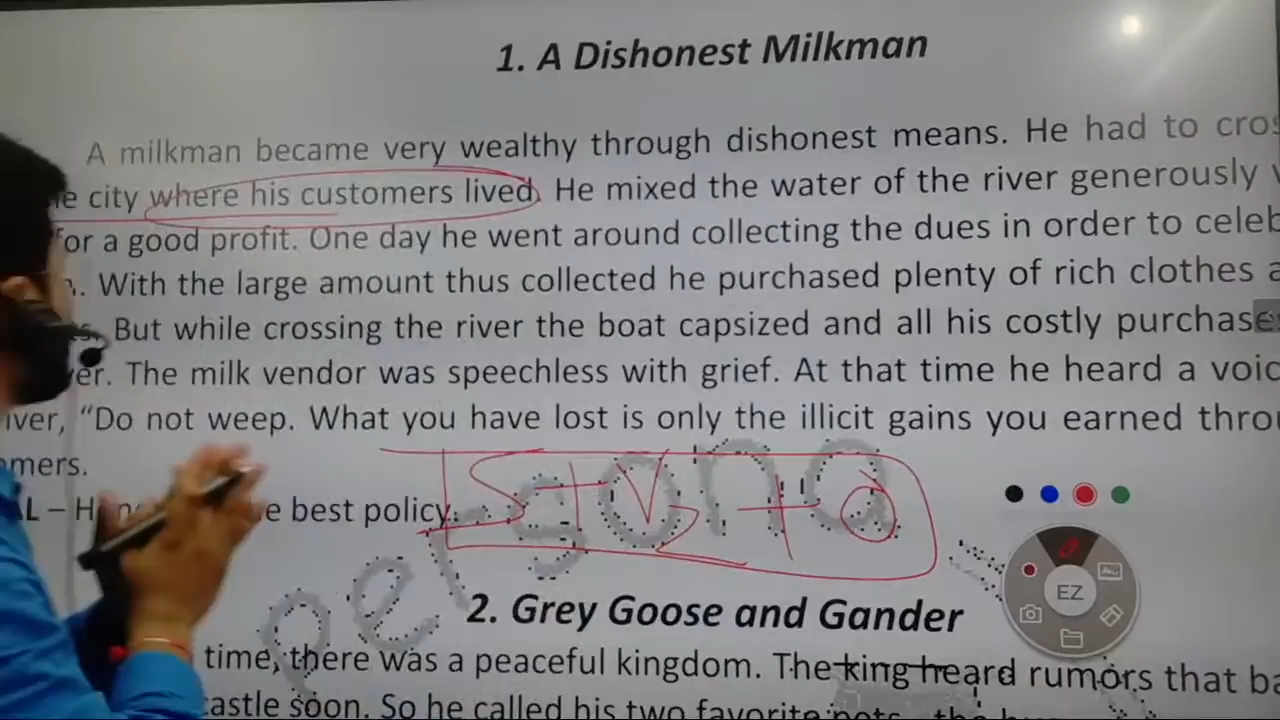 1. A Dishonest Milkman
A milkman became very wealthy through dishonest means. He had to cros
e city where his customers lived. He mixed the water of the river generously
for a good profit. One day he went around collecting the dues in order to celeb
. With the large amount thus collected he purchased plenty of rich clothes a
s. But while crossing the river the boat capsized and all his costly purchase
er. The milk vendor was speechless with grief. At that time he heard a voic
iver, “Do not weep. What you have lost is only the illicit gains you earned thro
omers.
AL – e best policy.
S + V2 + O
persona
2. Grey Goose and Gander
time, there was a peaceful kingdom. The king heard rumors that ba
castle soon. So he called his two favorite
EZ